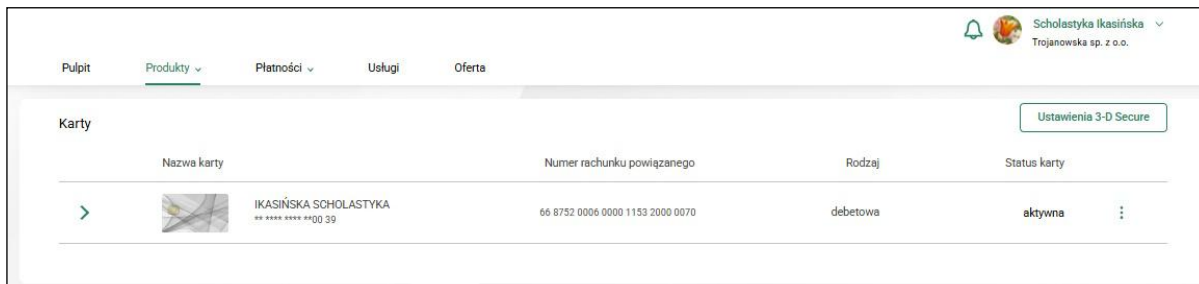 Scholastyka Ikasińska
Trojanowska sp. z o.o.
Pulpit Produkty Płatności Usługi Oferta
Karty
Ustawienia 3-D Secure
Nazwa karty Numer rachunku powiązanego Rodzaj Status karty
IKASIŃSKA SCHOLASTYKA
** **** **** **00 39
66 8752 0006 0000 1153 2000 0070 debetowa aktywna